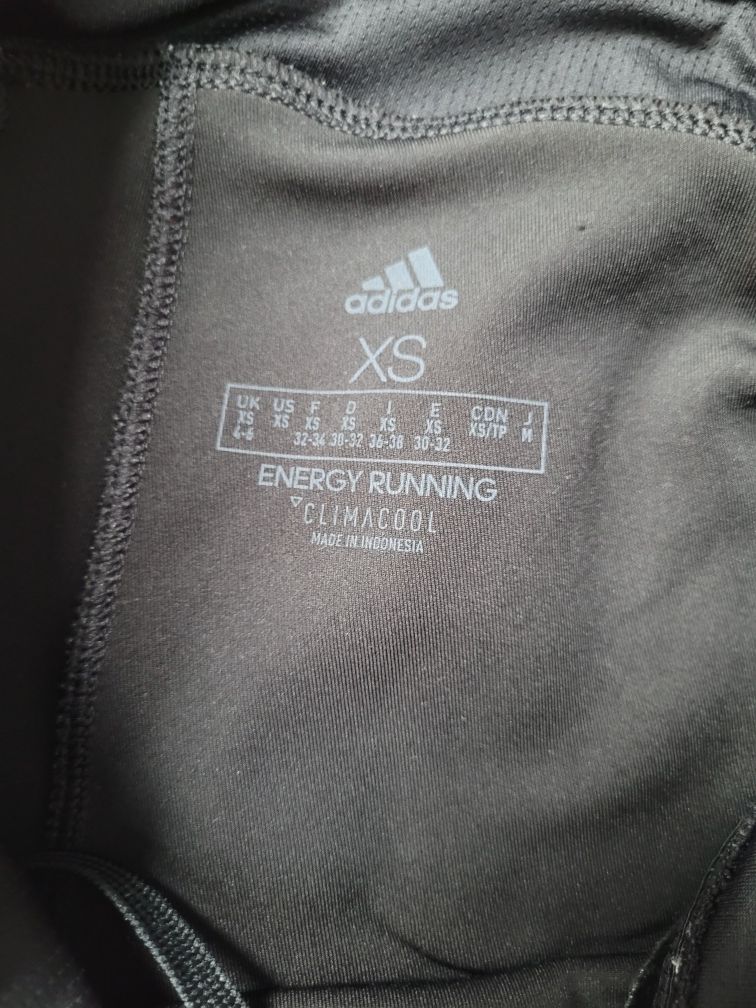 adidas
XS
UK US F D I E CDN J
XS XS XS XS XS XS XS/TP M
4-6 32-34 30-32 36-38 30-32
ENERGY RUNNING
CLIMACOOL
MADE IN INDONESIA